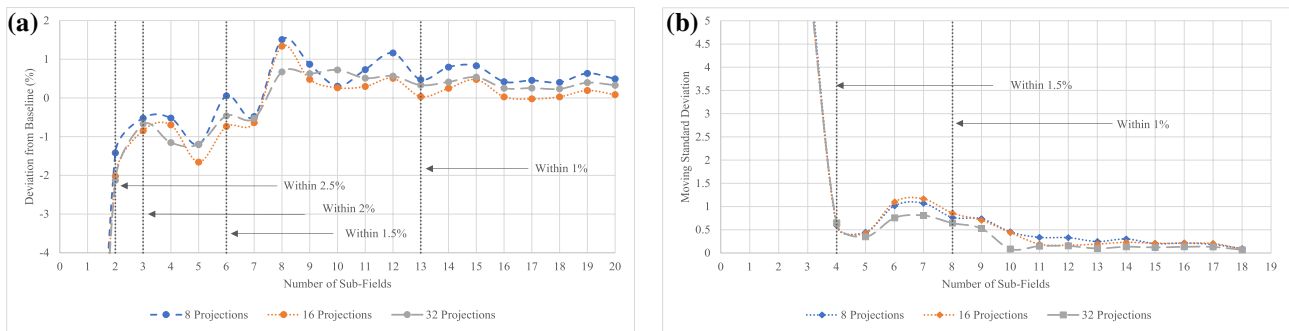 (a)
Deviation from Baseline (%)
2
1
0
-1
-2
-3
-4
Within 1%
Within 2.5%
Within 2%
Within 1.5%
0 1 2 3 4 5 6 7 8 9 10 11 12 13 14 15 16 17 18 19 20
Number of Sub-Fields
8 Projections 16 Projections 32 Projections
(b)
Moving Standard Deviation
5
4.5
4
3.5
3
2.5
2
1.5
1
0.5
0
Within 1.5%
Within 1%
0 1 2 3 4 5 6 7 8 9 10 11 12 13 14 15 16 17 18 19
Number of Sub-Fields
8 Projections 16 Projections 32 Projections